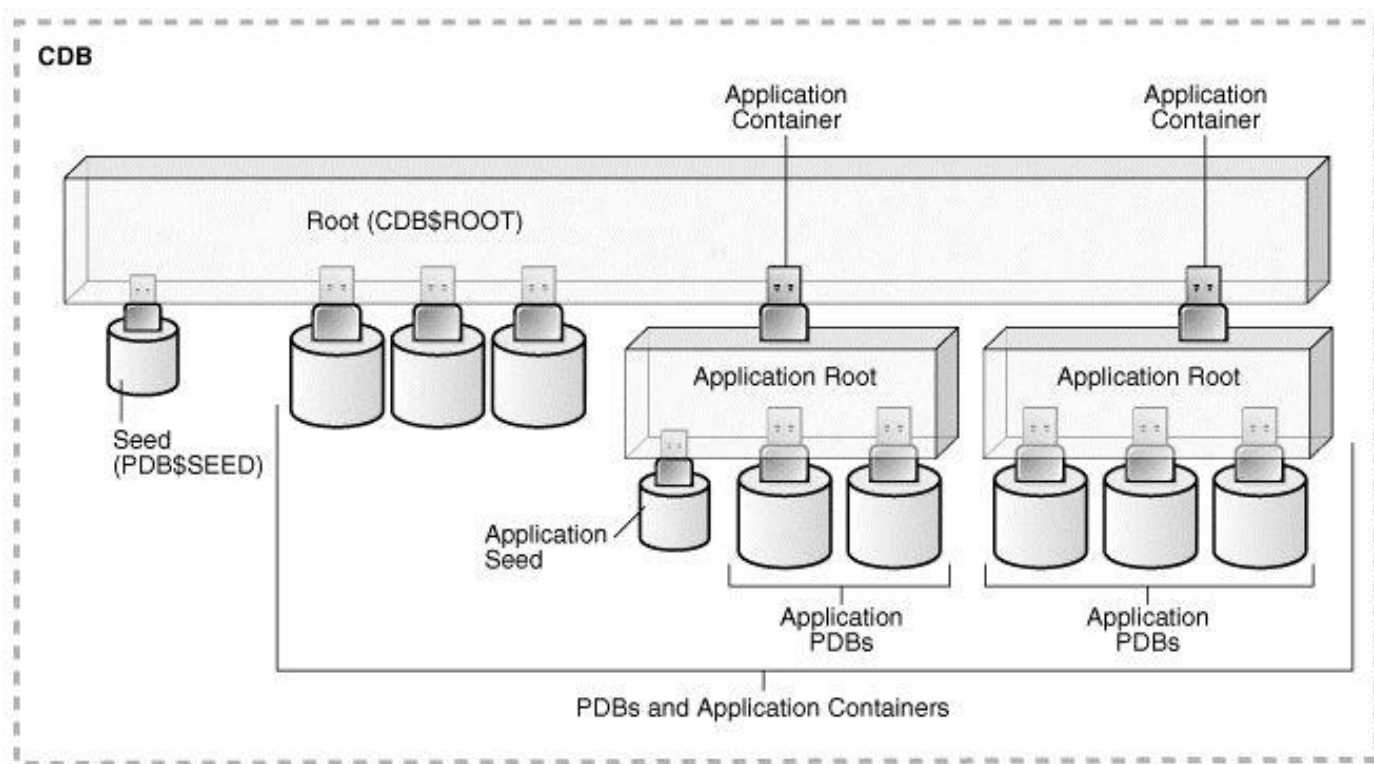 CDB
Application
Container
Application
Container
Root (CDB$ROOT)
Application Root
Application Root
Seed
(PDB$SEED)
Application
Seed
Application
PDBs
Application
PDBs
PDBs and Application Containers